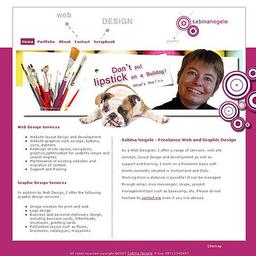 web
DESIGN
sabinanegele
graphic
Home Portfolio About Contact Scrapbook
Don't put
lipstick on a Bulldog!
What's this? >>
Web Design Services
Website layout design and development
Website graphics such as logo, buttons,
icons, banners
Redesign of site layout, navigation,
graphics, optimization for usability issues and
search engines
Maintenance of existing websites and
migration of content
Support and training
Graphic Design Services
In addition to Web Design, I offer the following
graphic design services:
Image creation for print and web
Logo design
Business and personal stationery design,
including business cards, letterheads,
envelopes, greeting cards
Publication layout such as flyers,
brochures, catalogues, magazines
Sabina Negele - Freelance Web and Graphic Design
As a Web Designer, I offer a range of services: web site
concept, layout design and development as well as
support and training. I work on a freelance basis with
clients currently situated in Switzerland and
Working from a distance is possible! It can be managed
through email, msn messenger, skype, project
management tool such as basecamp, etc. Please do not
hesitate to contact me even if you live abroad.
Sitemap
All rights reserved copyright ©2007 Sabina Negele